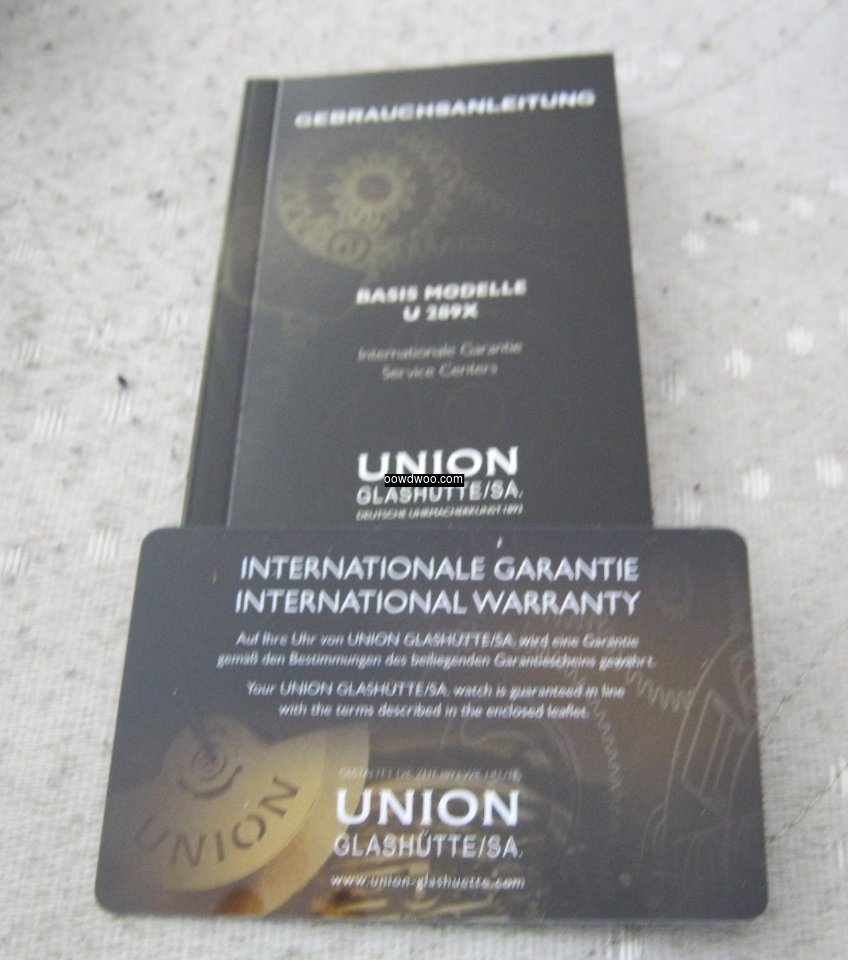 GEBRAUCHSANLEITUNG
BASIS MODELLE
U 289X
Internationale Garantie
Service Centers
UNION
oowdwoo.com
GLASHÜTTE/SA.
DEUTSCHE UHRMACHERKUNST 1893
INTERNATIONALE GARANTIE
INTERNATIONAL WARRANTY
Auf Ihre Uhr von UNION GLASHÜTTE/SA. wird eine Garantie
gemäß den Bestimmungen des beiliegenden Garantiescheins gewährt.
Your UNION GLASHÜTTE/SA. watch is guaranteed in line
with the terms described in the enclosed leaflet.
UNION
UNION
GLASHÜTTE/SA.
www.union-glashuette.com